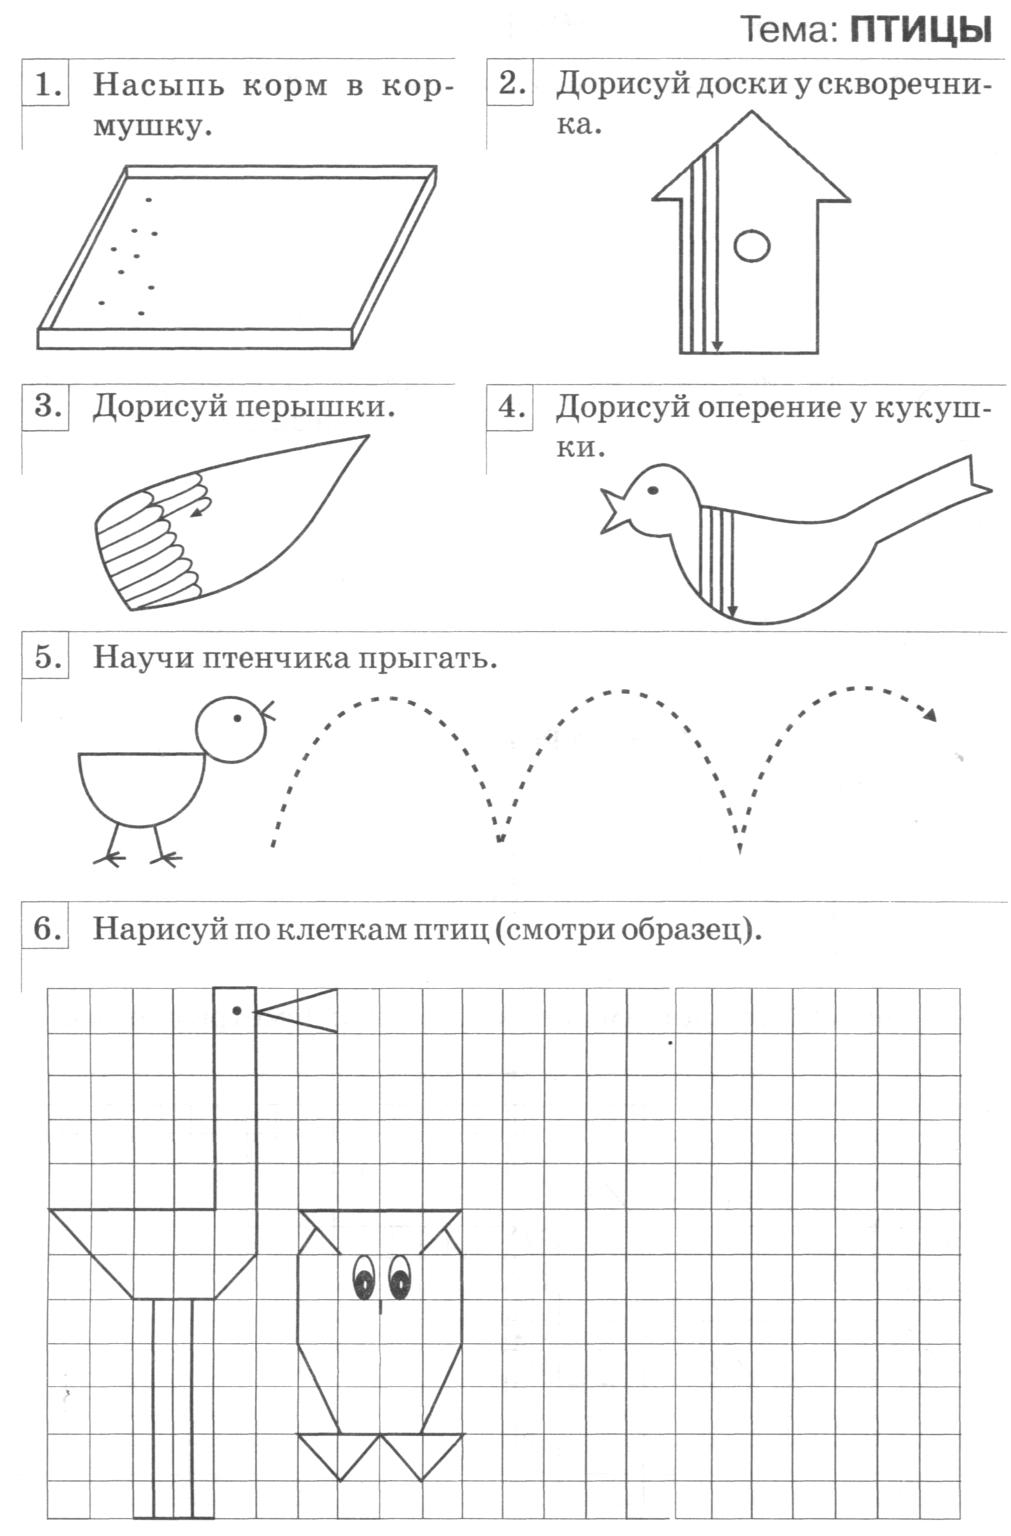 Тема: ПТИЦЫ
1. Насыпь корм в кор-
мушку.
2. Дорисуй доски у скворечни-
ка.
3. Дорисуй перышки.
4. Дорисуй оперение у кукуш-
ки.
5. Научи птенчика прыгать.
6. Нарисуй по клеткам птиц (смотри образец).